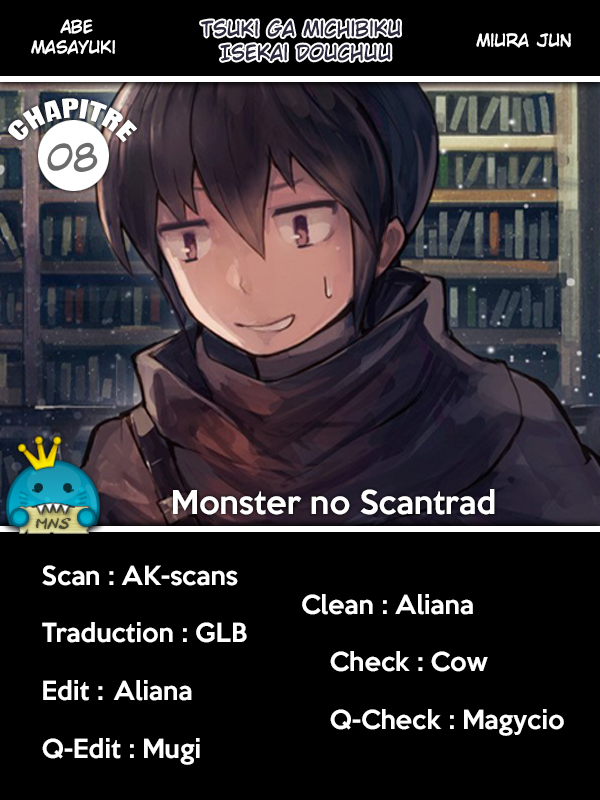 ABE
MASAYUKI
TSUKI GA MICHIBIKU
ISEKAI DOUCHUU
MIURA JUN
CHAPITRE
08
MNS
Monster no Scantrad
Scan : AK-scans
Clean : Aliana
Traduction : GLB
Check : Cow
Edit : Aliana
Q-Check : Magycio
Q-Edit : Mugi